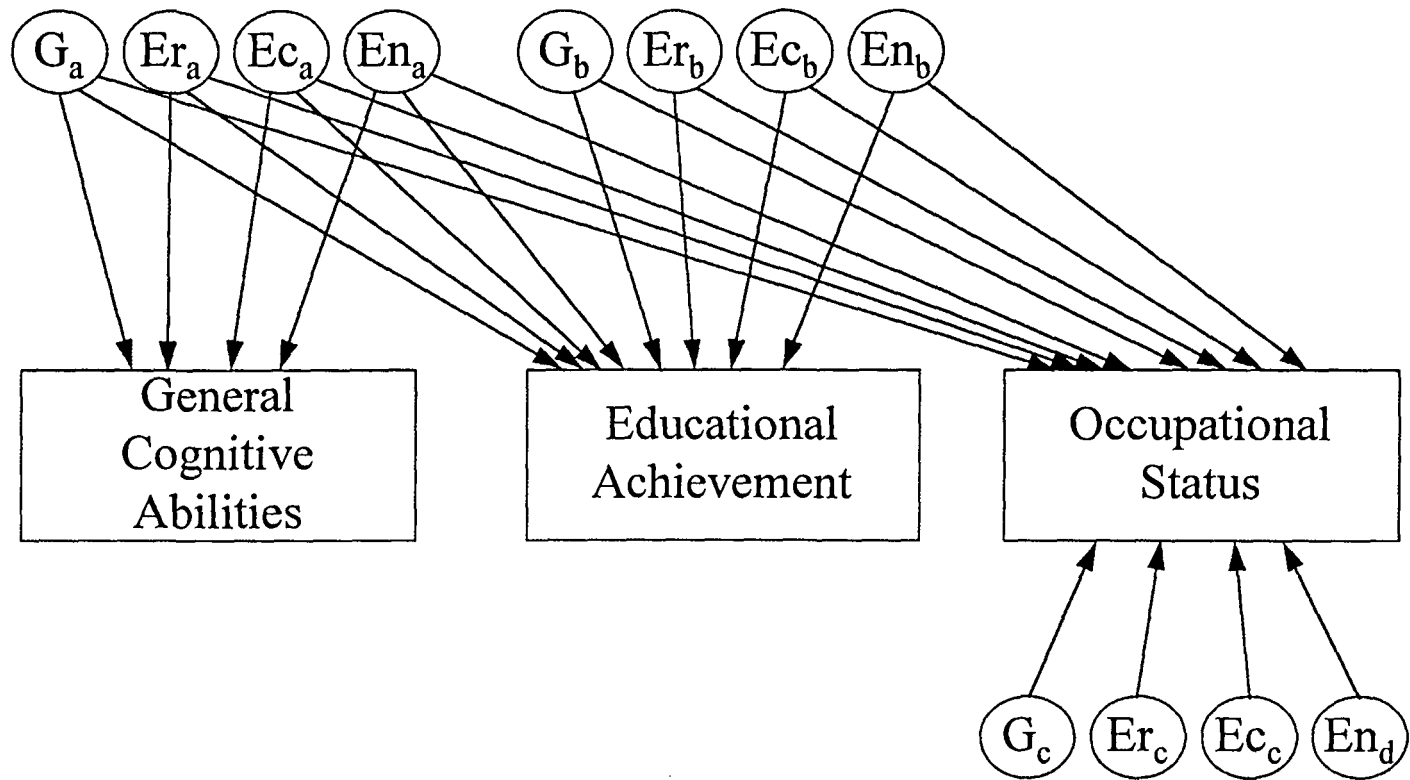 Ga Era Eca Ena Gb Erb Ecb Enb
General
Cognitive
Abilities
Educational
Achievement
Occupational
Status
Gc Erc Ecc End